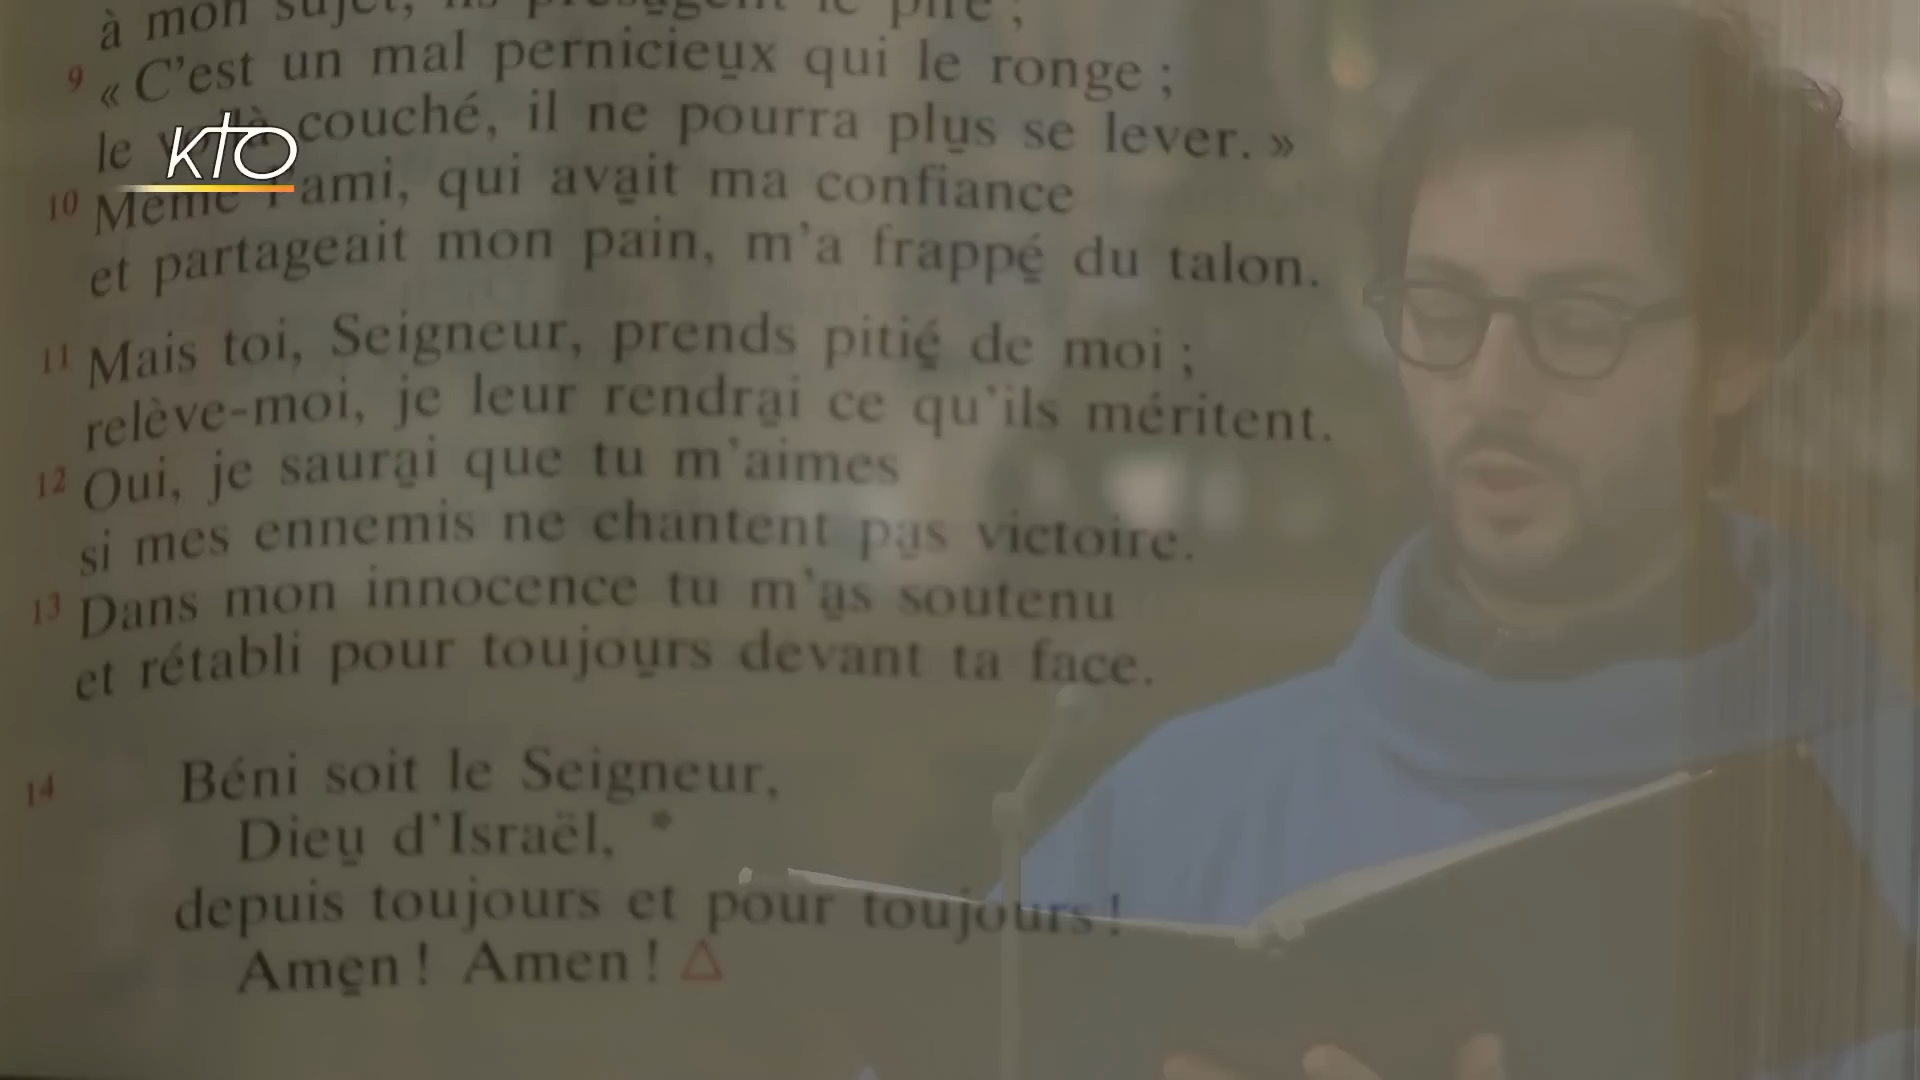 à mon sujet, ils présagent le pire ;
9 « C'est un mal pernicieux qui le ronge ;
le voilà couché, il ne pourra plus se lever. »
kto
10 Même l'ami, qui avait ma confiance
et partageait mon pain, m'a frappé du talon.
11 Mais toi, Seigneur, prends pitié de moi ;
relève-moi, je leur rendrai ce qu'ils méritent.
12 Oui, je saurai que tu m'aimes
si mes ennemis ne chantent pas victoire.
13 Dans mon innocence tu m'as soutenu
et rétabli pour toujours devant ta face.
14 Béni soit le Seigneur,
Dieu d'Israël, *
depuis toujours et pour toujours !
Amen ! Amen ! △